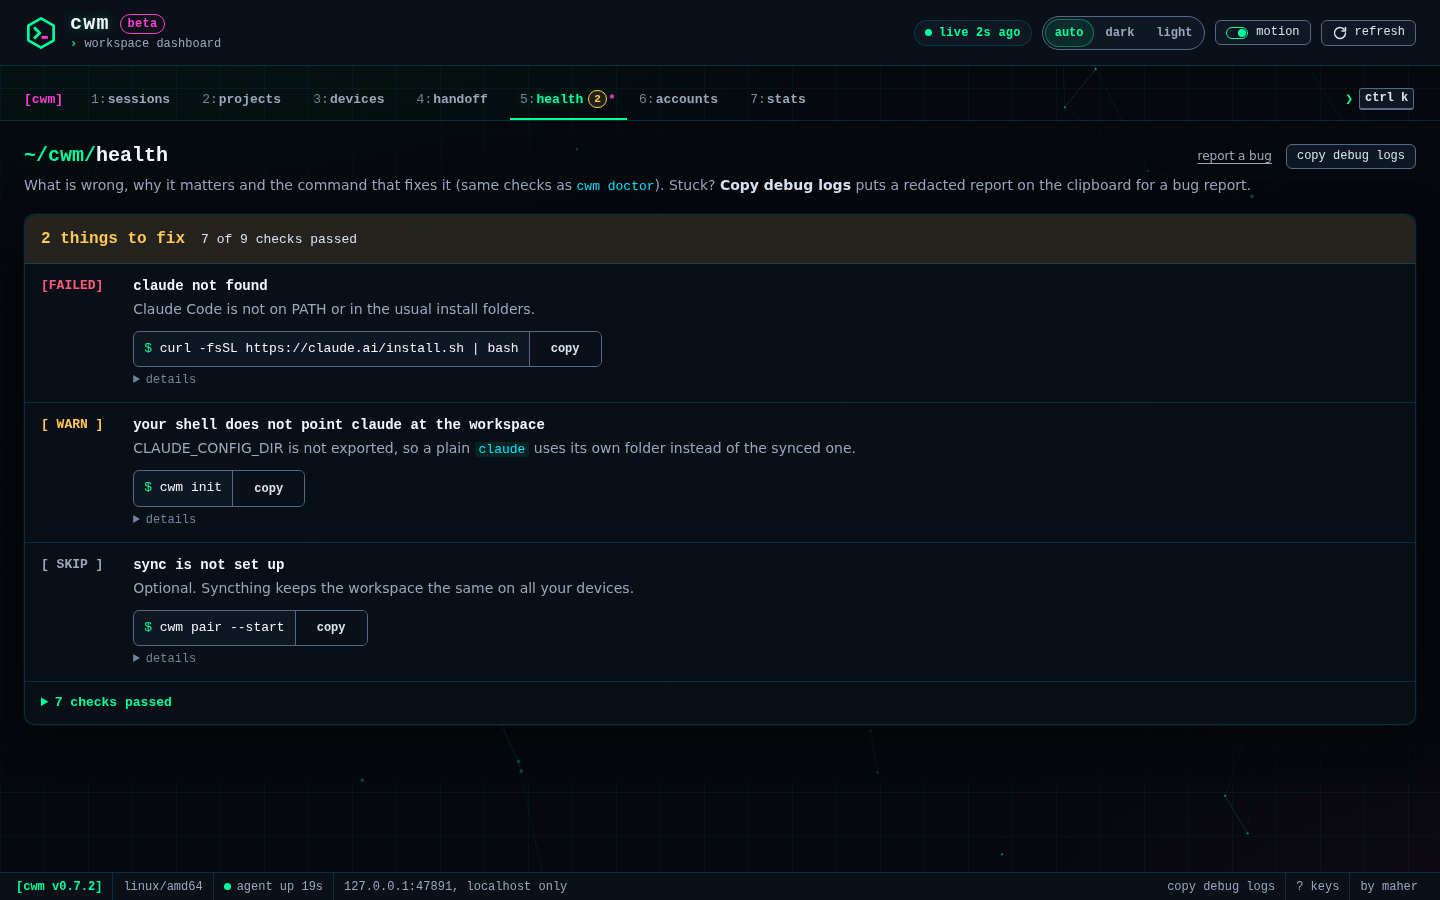 cwm beta
› workspace dashboard
live 2s ago
auto dark light
motion
refresh
[cwm] 1:sessions 2:projects 3:devices 4:handoff 5:health 2 * 6:accounts 7:stats
❯ ctrl k
~/cwm/health
report a bug
copy debug logs
What is wrong, why it matters and the command that fixes it (same checks as cwm doctor). Stuck? Copy debug logs puts a redacted report on the clipboard for a bug report.
2 things to fix 7 of 9 checks passed
[FAILED] claude not found
Claude Code is not on PATH or in the usual install folders.
$ curl -fsSL https://claude.ai/install.sh | bash copy
▶ details
[ WARN ] your shell does not point claude at the workspace
CLAUDE_CONFIG_DIR is not exported, so a plain claude uses its own folder instead of the synced one.
$ cwm init copy
▶ details
[ SKIP ] sync is not set up
Optional. Syncthing keeps the workspace the same on all your devices.
$ cwm pair --start copy
▶ details
▶ 7 checks passed
[cwm v0.7.2] linux/amd64 agent up 19s 127.0.0.1:47891, localhost only
copy debug logs ? keys by maher